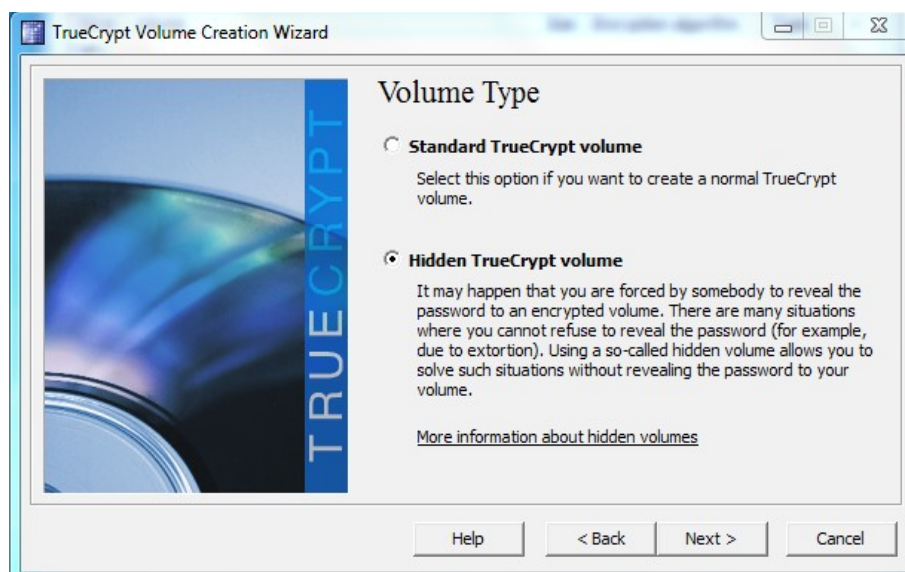 TrueCrypt Volume Creation Wizard
TRUECRYPT
Volume Type
Standard TrueCrypt volume
Select this option if you want to create a normal TrueCrypt
volume.
Hidden TrueCrypt volume
It may happen that you are forced by somebody to reveal the
password to an encrypted volume. There are many situations
where you cannot refuse to reveal the password (for example,
due to extortion). Using a so-called hidden volume allows you to
solve such situations without revealing the password to your
volume.
More information about hidden volumes
Help
< Back
Next >
Cancel